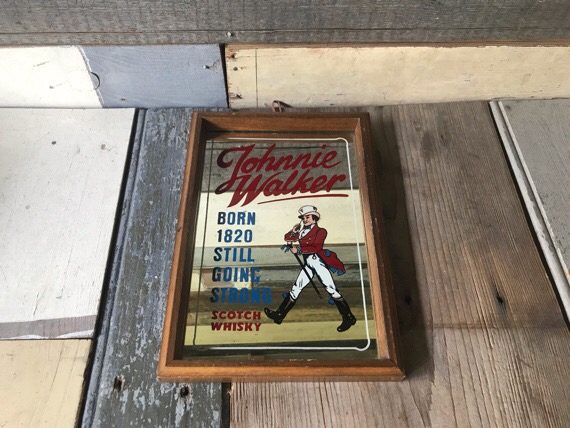 Johnnie
Walker
BORN
1820
STILL
GOING
STRONG
SCOTCH
WHISKY